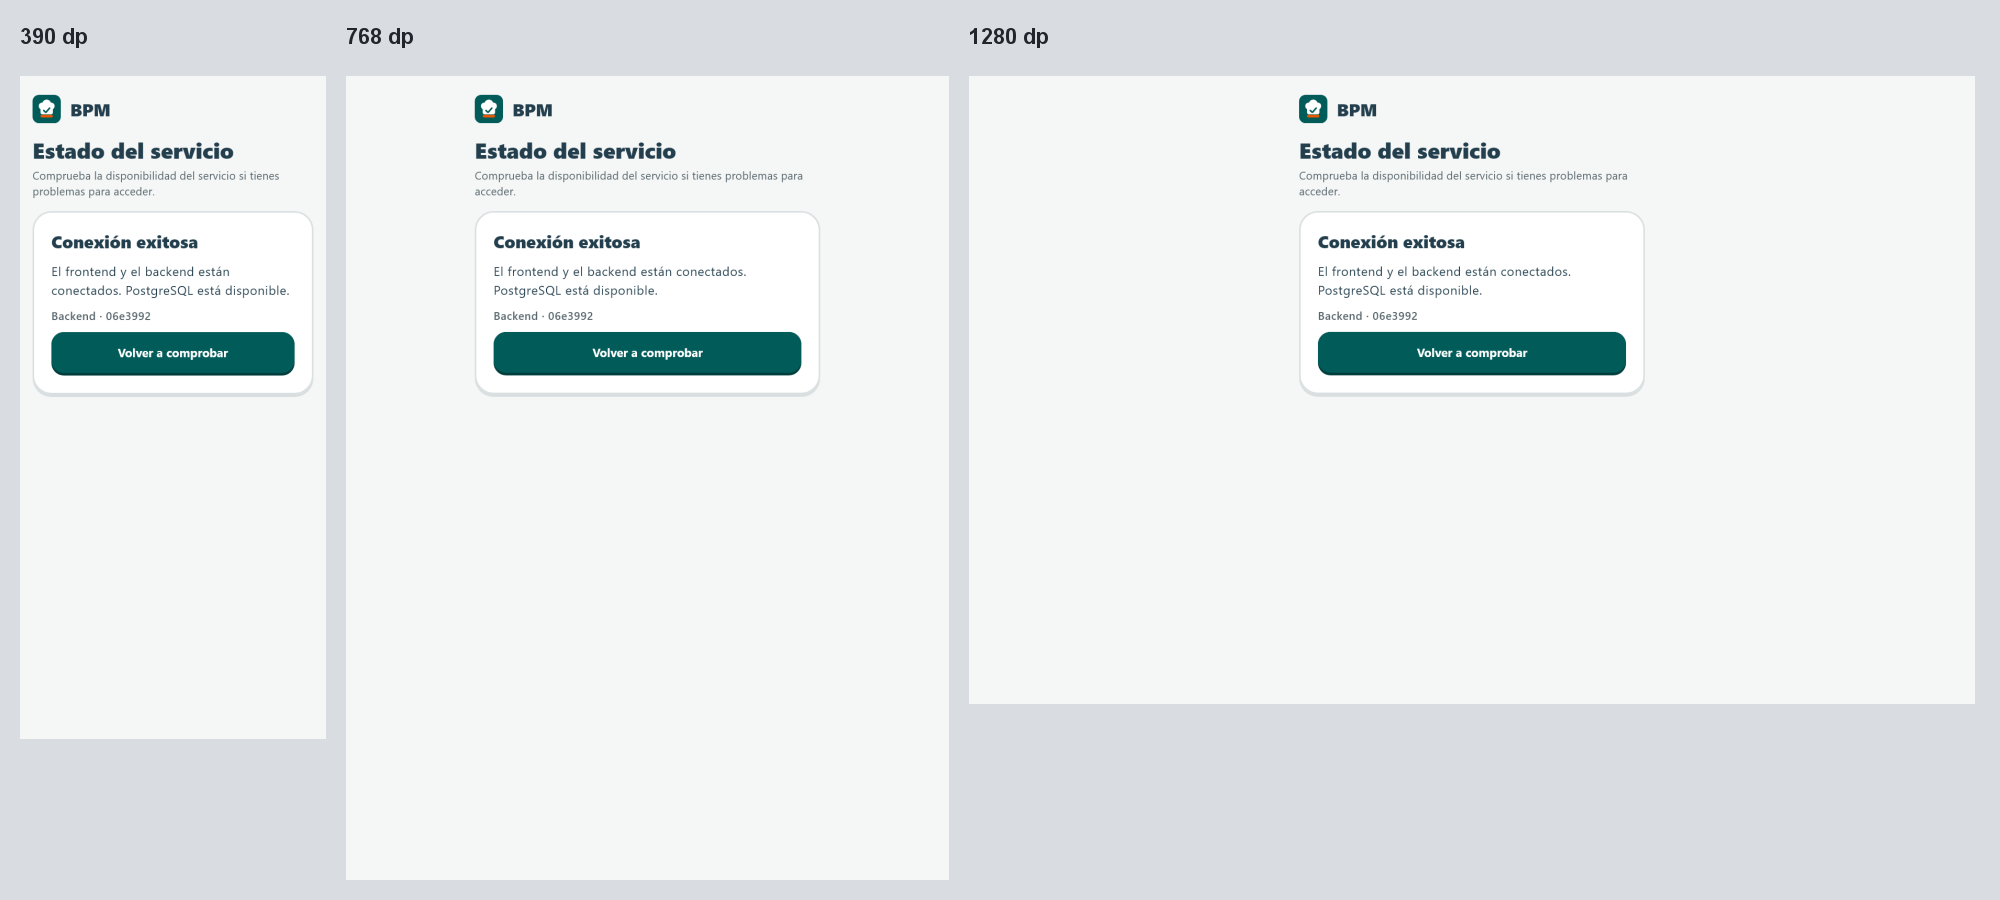 390 dp
BPM
Estado del servicio
Comprueba la disponibilidad del servicio si tienes
problemas para acceder.
Conexión exitosa
El frontend y el backend están
conectados. PostgreSQL está disponible.
Backend · 06e3992
Volver a comprobar
768 dp
BPM
Estado del servicio
Comprueba la disponibilidad del servicio si tienes problemas para
acceder.
Conexión exitosa
El frontend y el backend están conectados.
PostgreSQL está disponible.
Backend · 06e3992
Volver a comprobar
1280 dp
BPM
Estado del servicio
Comprueba la disponibilidad del servicio si tienes problemas para
acceder.
Conexión exitosa
El frontend y el backend están conectados.
PostgreSQL está disponible.
Backend · 06e3992
Volver a comprobar